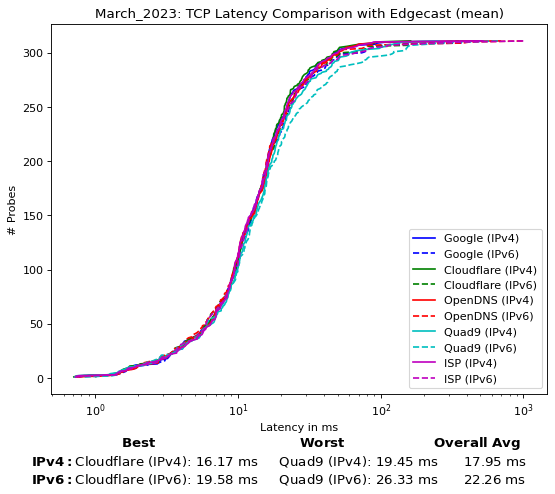 March_2023: TCP Latency Comparison with Edgecast (mean)
# Probes
300
250
200
150
100
50
0
Google (IPv4)
Google (IPv6)
Cloudflare (IPv4)
Cloudflare (IPv6)
OpenDNS (IPv4)
OpenDNS (IPv6)
Quad9 (IPv4)
Quad9 (IPv6)
ISP (IPv4)
ISP (IPv6)
10⁰ 10¹ 10² 10³
Latency in ms
Best Worst Overall Avg
IPv4: Cloudflare (IPv4): 16.17 ms Quad9 (IPv4): 19.45 ms 17.95 ms
IPv6: Cloudflare (IPv6): 19.58 ms Quad9 (IPv6): 26.33 ms 22.26 ms